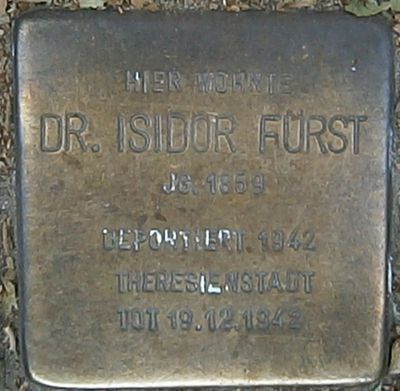 HIER WOHNTE
DR. ISIDOR FÜRST
JG. 1869
DEPORTIERT 1942
THERESIENSTADT
TOT 19.12.1942